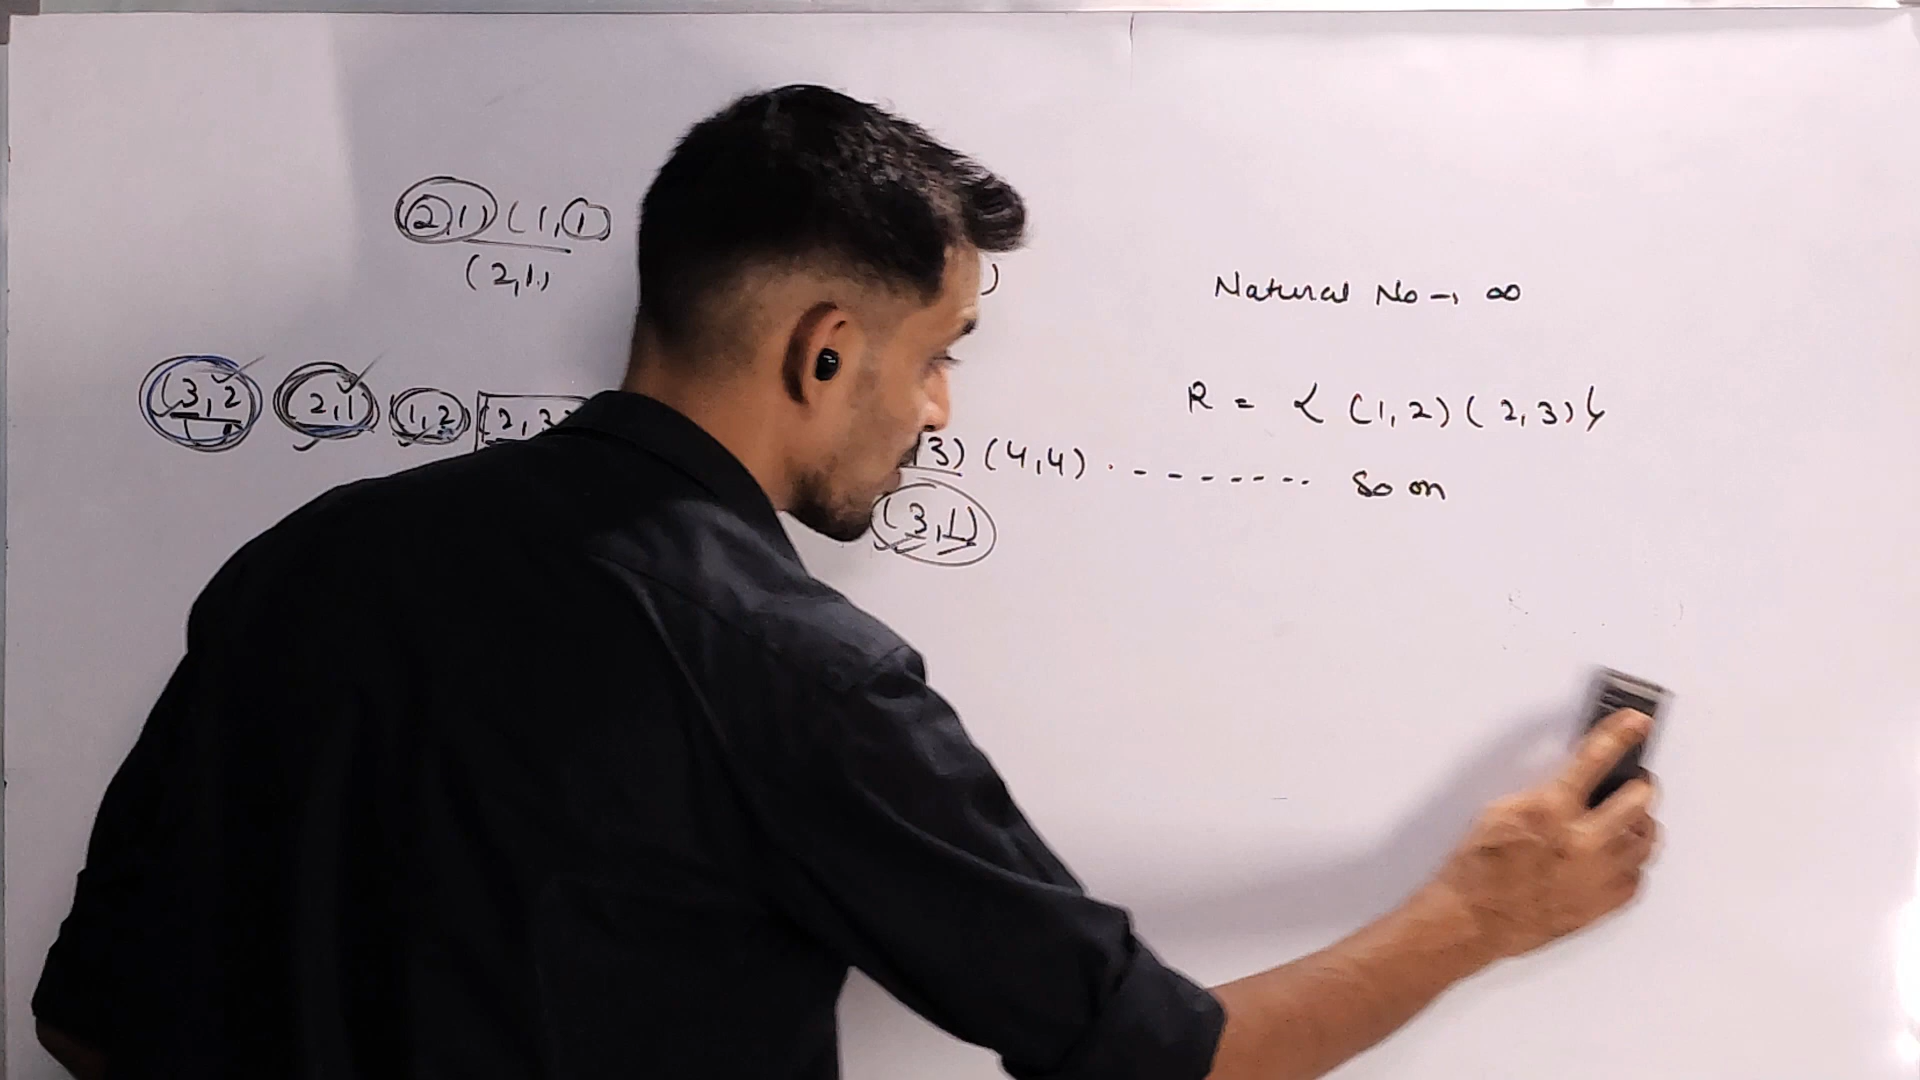 (2,1) (1,1
(2,1)
)
Natural No → ∞
R = { (1,2) (2,3) }
(3,2 (2,1) (1,2) (2,3
3) (4,4) . - - - - - - - .. So on
(3,1)